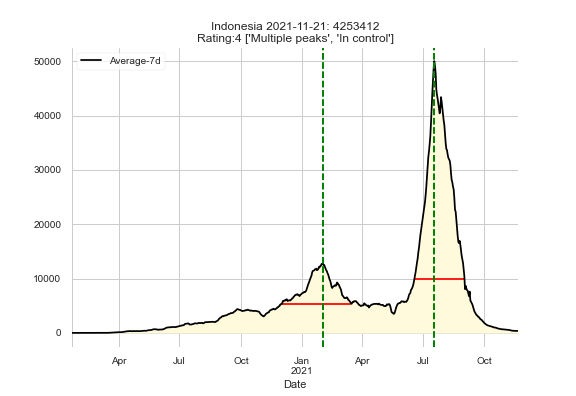 Indonesia 2021-11-21: 4253412
Rating:4 ['Multiple peaks', 'In control']
Average-7d
50000
40000
30000
20000
10000
0
Apr
Jul
Oct
Jan
2021
Apr
Jul
Oct
Date